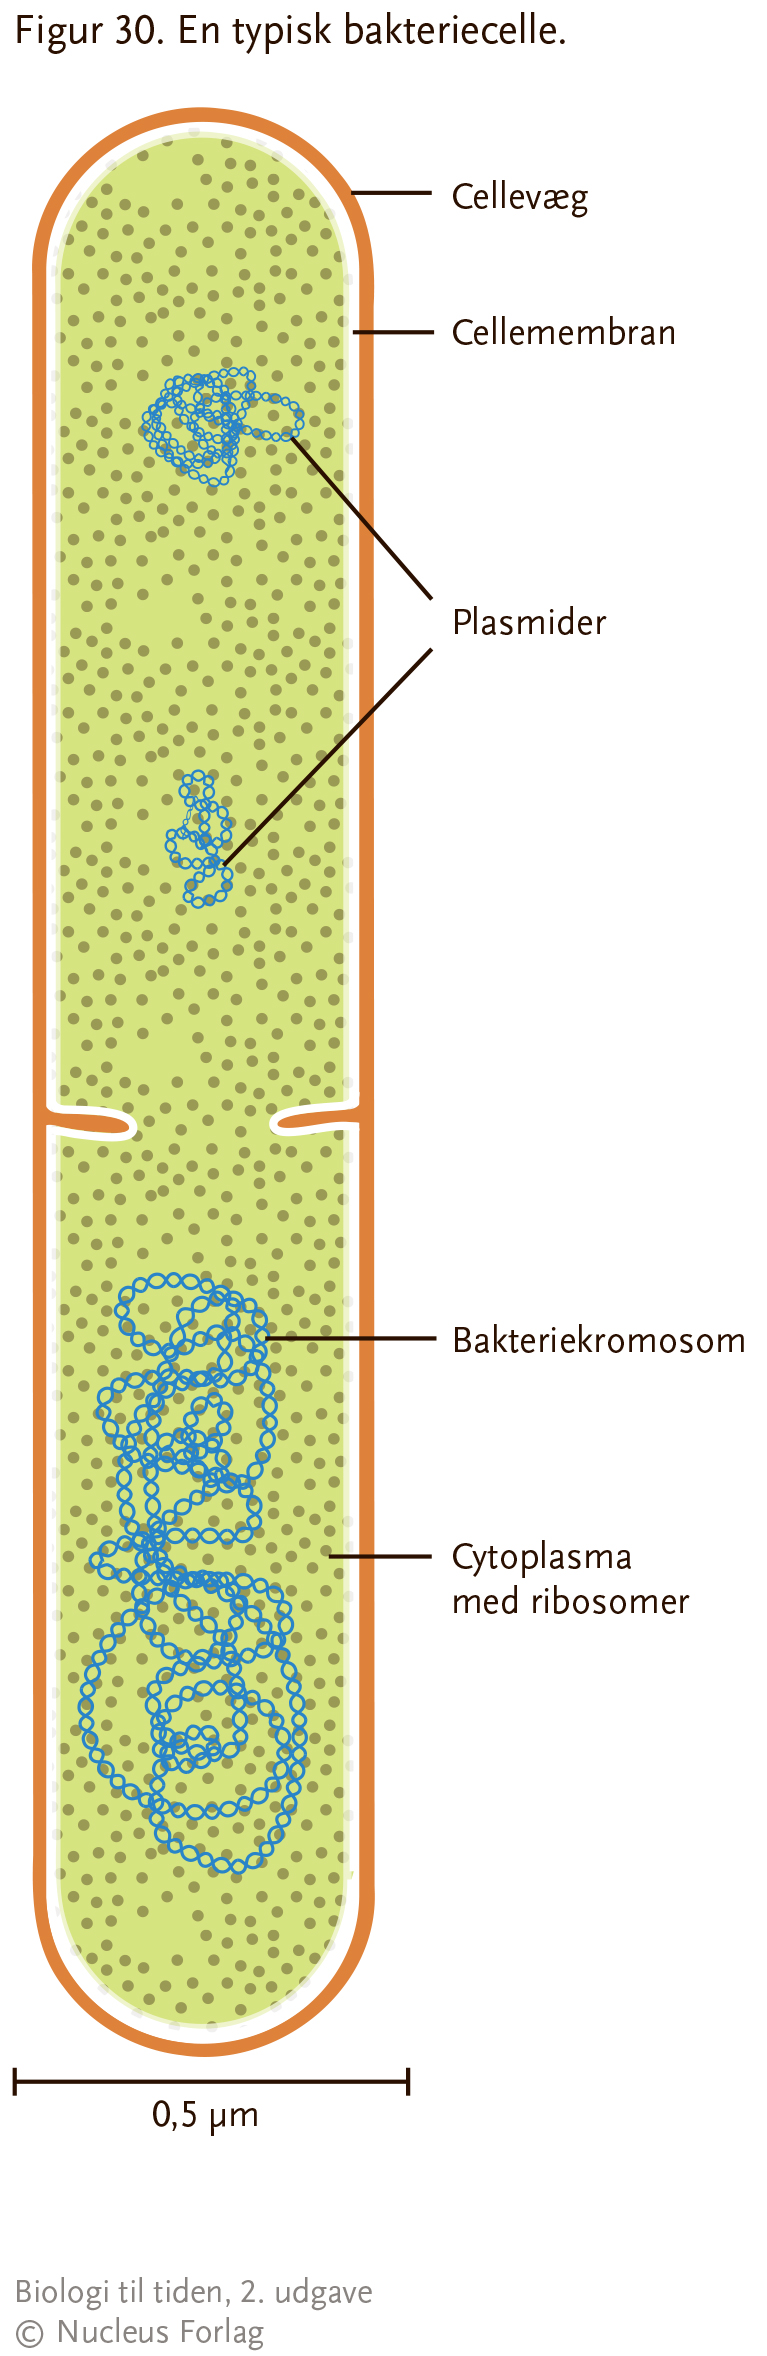 Figur 30. En typisk bakteriecelle.
Cellevæg
Cellemembran
Plasmider
Bakteriekromosom
Cytoplasma
med ribosomer
0,5 µm
Biologi til tiden, 2. udgave
© Nucleus Forlag